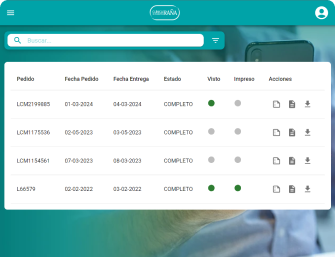 Buscar...
Pedido Fecha Pedido Fecha Entrega Estado Visto Impreso Acciones
LCM2199885 01-03-2024 04-03-2024 COMPLETO
LCM1175536 02-05-2023 03-05-2023 COMPLETO
LCM1154561 07-03-2023 08-03-2023 COMPLETO
L66579 02-02-2022 03-02-2022 COMPLETO